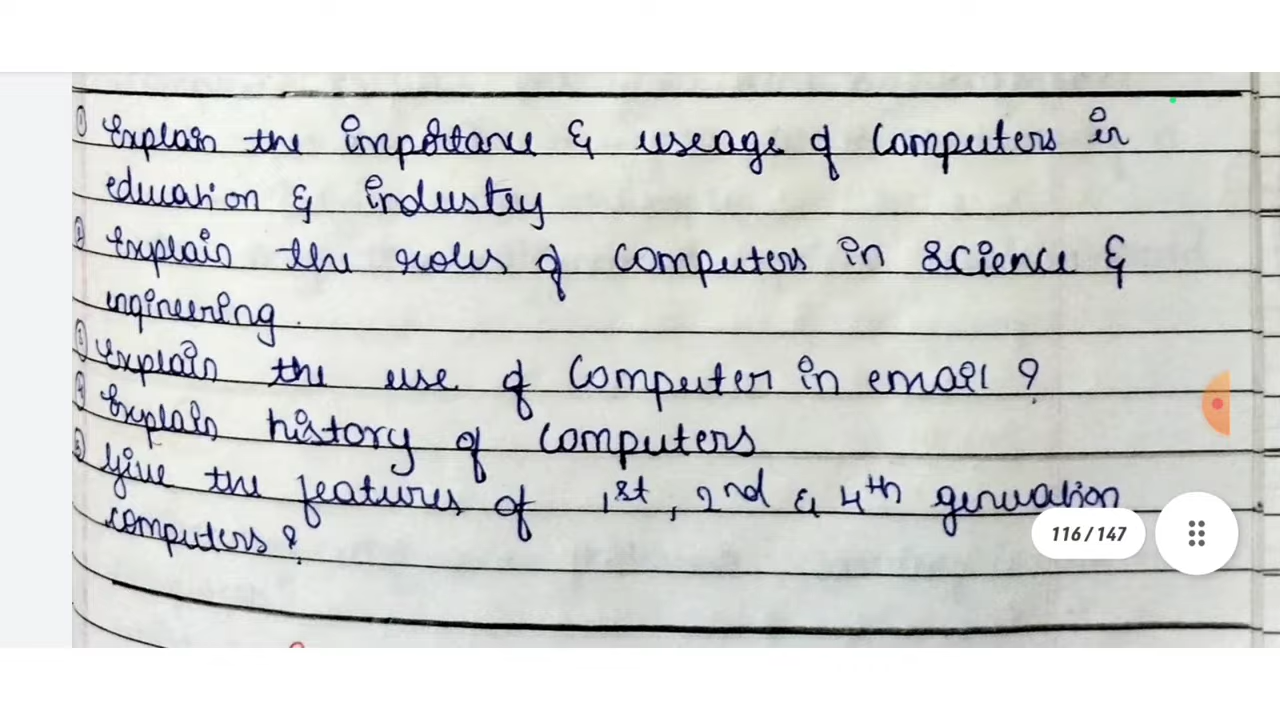 ① Explain the importance & useage of Computers in
education & industry
② Explain the roles of computers in science &
engineering.
③ explain the use of Computer in email ?
④ Explain history of computers
⑤ Give the features of 1st, 2nd & 4th generation
computers ?
116/147